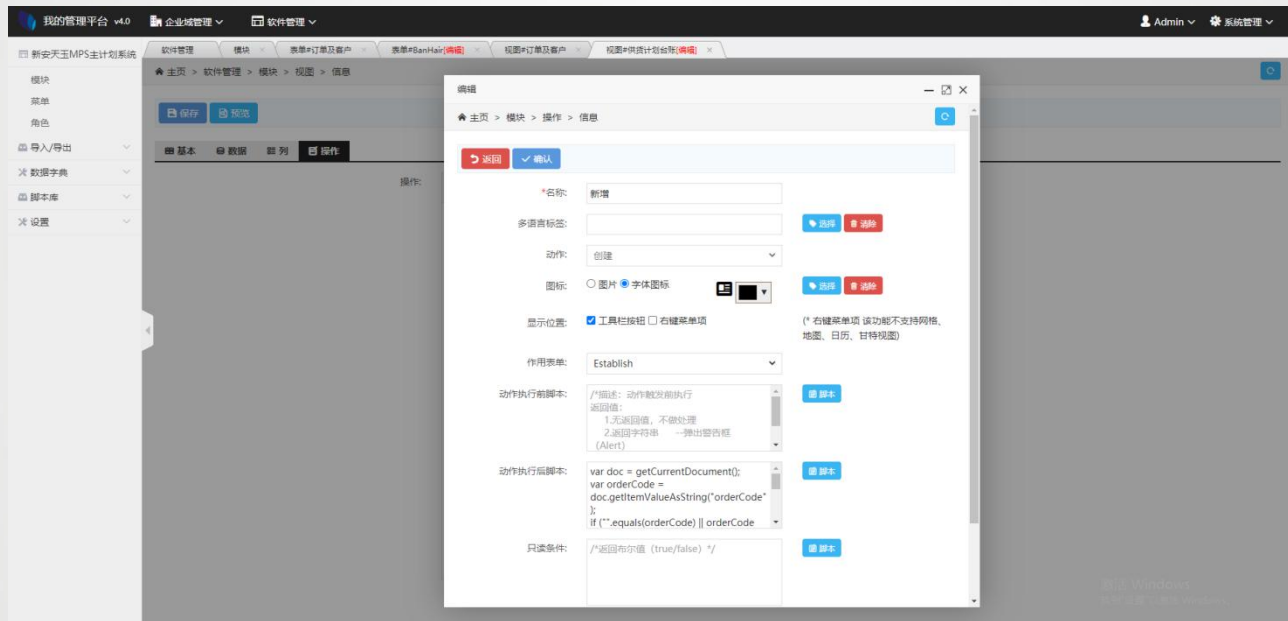 我的管理平台 v4.0 企业域管理 软件管理 Admin 系统管理
新安天玉MPS主计划系统
模块
菜单
角色
导入/导出
数据字典
脚本库
设置
软件管理 模块 × 表单#订单及客户 × 表单#BanHair[编辑] × 视图#订单及客户 × 视图#供货计划台账[编辑] ×
主页 > 软件管理 > 模块 > 视图 > 信息
保存 预览
基本 数据 列 操作
操作:
编辑
主页 > 模块 > 操作 > 信息
返回 确认
*名称: 新增
多语言标签: 选择 清除
动作: 创建
图标: 图片 字体图标 选择 清除
显示位置: 工具栏按钮 右键菜单项 (* 右键菜单项 该功能不支持网格、
地图、日历、甘特视图)
作用表单: Establish
动作执行前脚本: /*描述: 动作触发前执行 脚本
返回值:
1.无返回值，不做处理
2.返回字符串 --弹出警告框
(Alert)
动作执行后脚本: var doc = getCurrentDocument(); 脚本
var orderCode =
doc.getItemValueAsString("orderCode"
);
if ("".equals(orderCode) || orderCode
只读条件: /*返回布尔值（true/false）*/ 脚本
激活 Windows